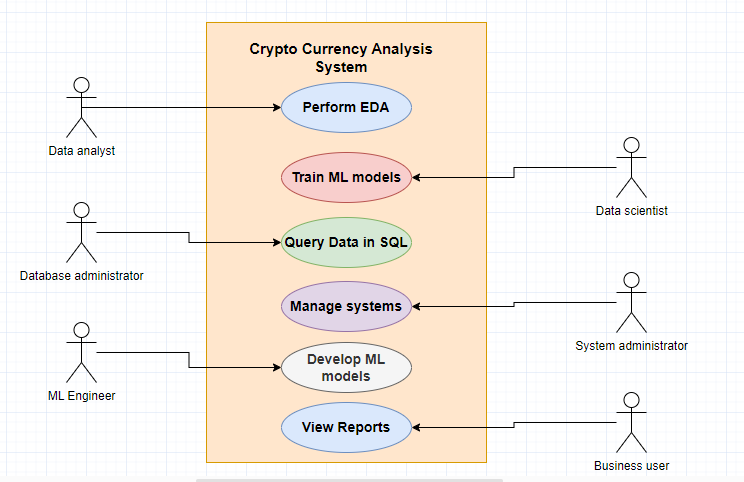 Crypto Currency Analysis
System
Perform EDA
Data analyst
Train ML models
Data scientist
Query Data in SQL
Database administrator
Manage systems
System administrator
Develop ML
models
ML Engineer
View Reports
Business user